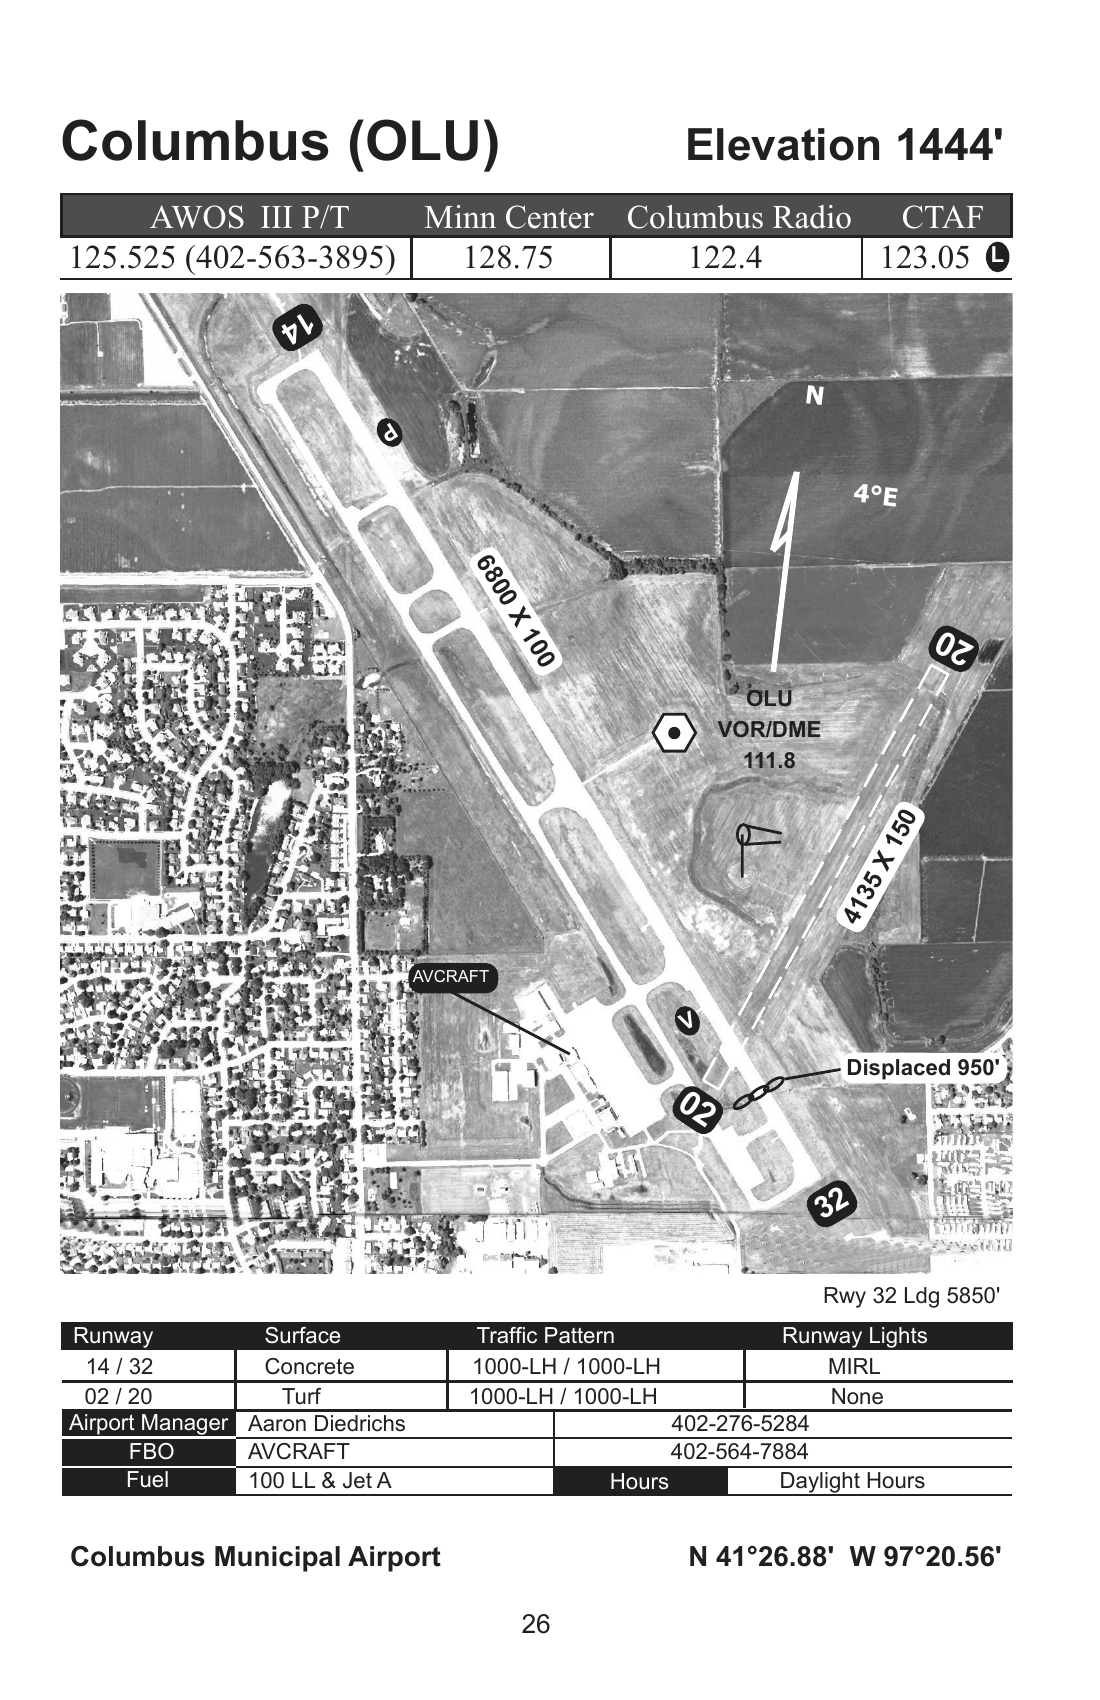 Columbus (OLU) Elevation 1444'
AWOS III P/T Minn Center Columbus Radio CTAF
125.525 (402-563-3895) 128.75 122.4 123.05 L
14
N
P
4°E
6800 X 100
20
OLU
VOR/DME
111.8
4135 X 150
AVCRAFT
V
Displaced 950'
02
32
Rwy 32 Ldg 5850'
Runway Surface Traffic Pattern Runway Lights
14 / 32 Concrete 1000-LH / 1000-LH MIRL
02 / 20 Turf 1000-LH / 1000-LH None
Airport Manager Aaron Diedrichs 402-276-5284
FBO AVCRAFT 402-564-7884
Fuel 100 LL & Jet A Hours Daylight Hours
Columbus Municipal Airport N 41°26.88' W 97°20.56'
26